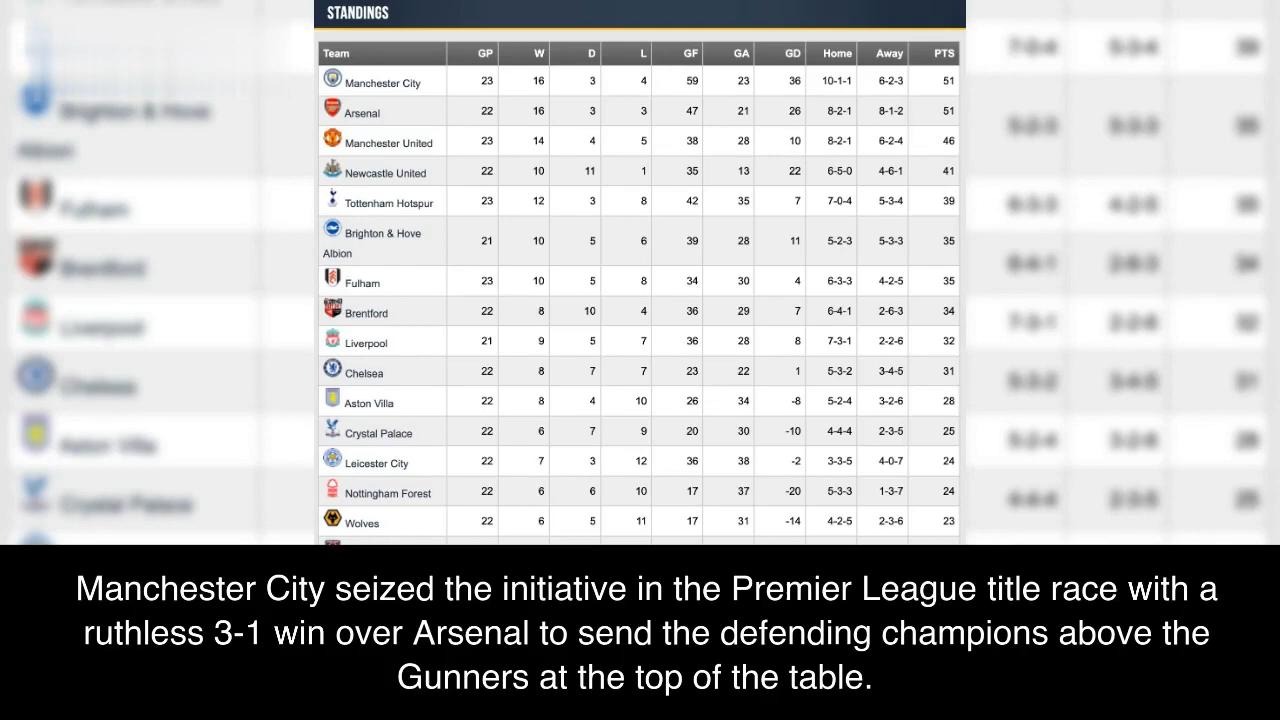 STANDINGS
Team GP W D L GF GA GD Home Away PTS
Manchester City 23 16 3 4 59 23 36 10-1-1 6-2-3 51
Arsenal 22 16 3 3 47 21 26 8-2-1 8-1-2 51
Manchester United 23 14 4 5 38 28 10 8-2-1 6-2-4 46
Newcastle United 22 10 11 1 35 13 22 6-5-0 4-6-1 41
Tottenham Hotspur 23 12 3 8 42 35 7 7-0-4 5-3-4 39
Brighton & Hove
Albion 21 10 5 6 39 28 11 5-2-3 5-3-3 35
Fulham 23 10 5 8 34 30 4 6-3-3 4-2-5 35
Brentford 22 8 10 4 36 29 7 6-4-1 2-6-3 34
Liverpool 21 9 5 7 36 28 8 7-3-1 2-2-6 32
Chelsea 22 8 7 7 23 22 1 5-3-2 3-4-5 31
Aston Villa 22 8 4 10 26 34 -8 5-2-4 3-2-6 28
Crystal Palace 22 6 7 9 20 30 -10 4-4-4 2-3-5 25
Leicester City 22 7 3 12 36 38 -2 3-3-5 4-0-7 24
Nottingham Forest 22 6 6 10 17 37 -20 5-3-3 1-3-7 24
Wolves 22 6 5 11 17 31 -14 4-2-5 2-3-6 23
Manchester City seized the initiative in the Premier League title race with a
ruthless 3-1 win over Arsenal to send the defending champions above the
Gunners at the top of the table.